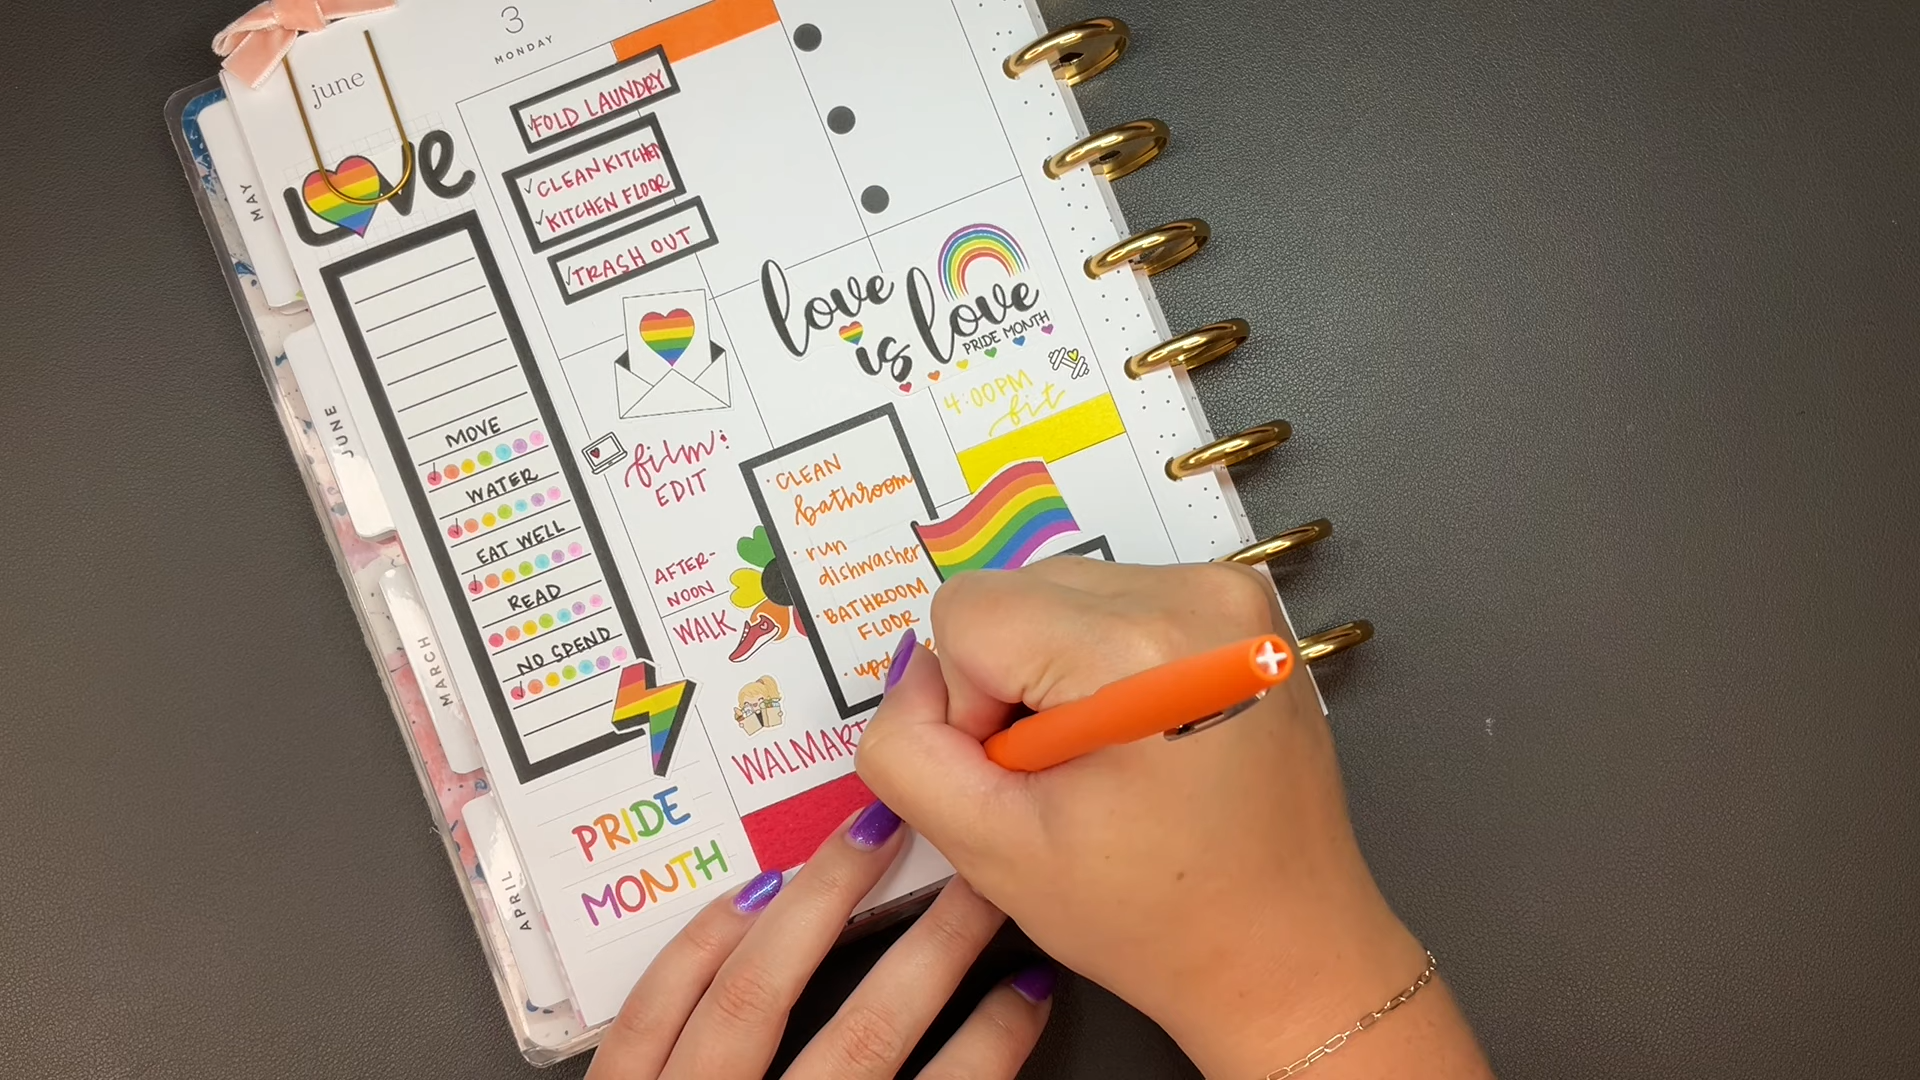 june
3
MONDAY
MAY
JUNE
MARCH
APRIL
love
MOVE
WATER
EAT WELL
READ
NO SPEND
PRIDE
MONTH
FOLD LAUNDRY
CLEAN KITCHEN
KITCHEN FLOOR
TRASH OUT
film:
EDIT
AFTER-
NOON
WALK
WALMART
love
is love
PRIDE MONTH
• CLEAN
bathroom
• run
dishwasher
• BATHROOM
FLOOR
4:00PM
fit